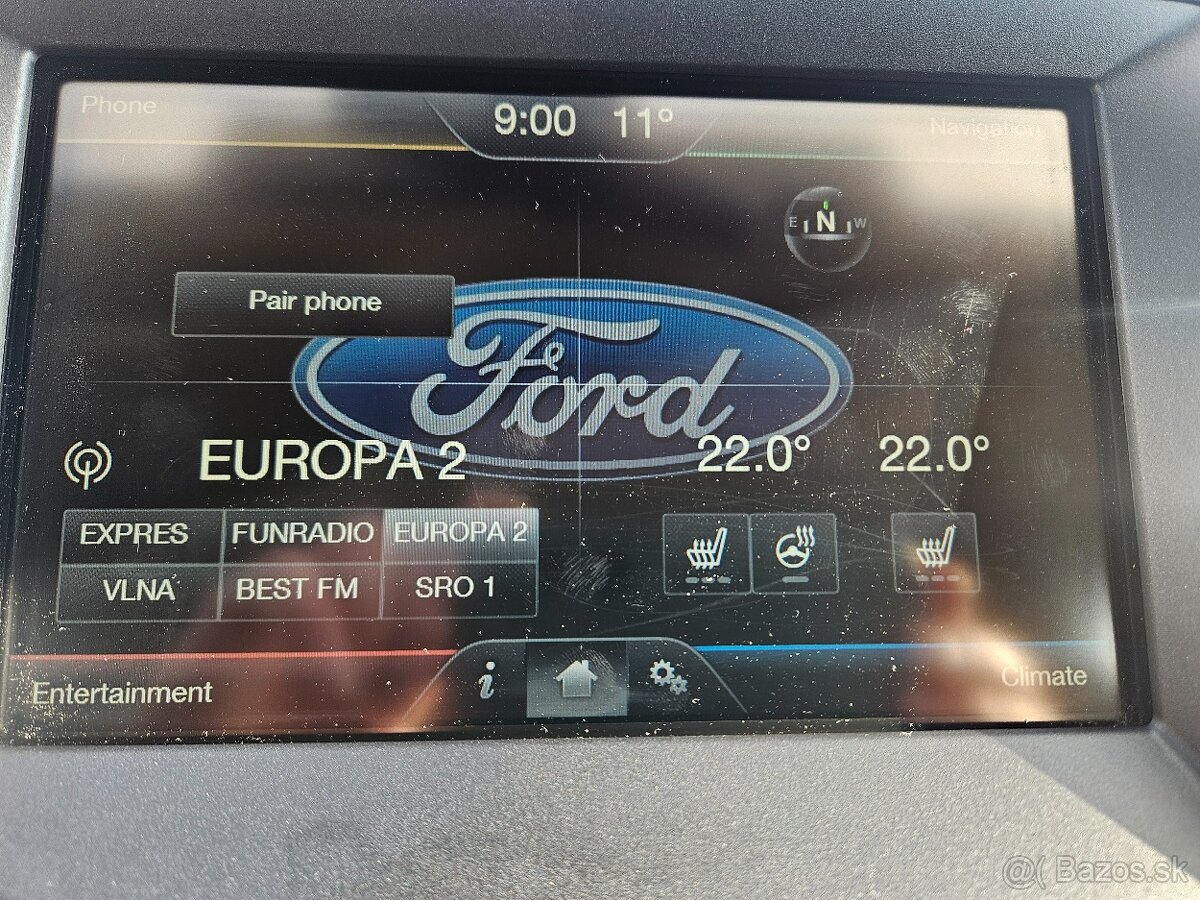 Phone
9:00 11°
Navigation
E N W
Pair phone
Ford
EUROPA 2
22.0° 22.0°
EXPRES FUNRADIO EUROPA 2
VLNA BEST FM SRO 1
i
Entertainment
Climate
@( Bazos.sk